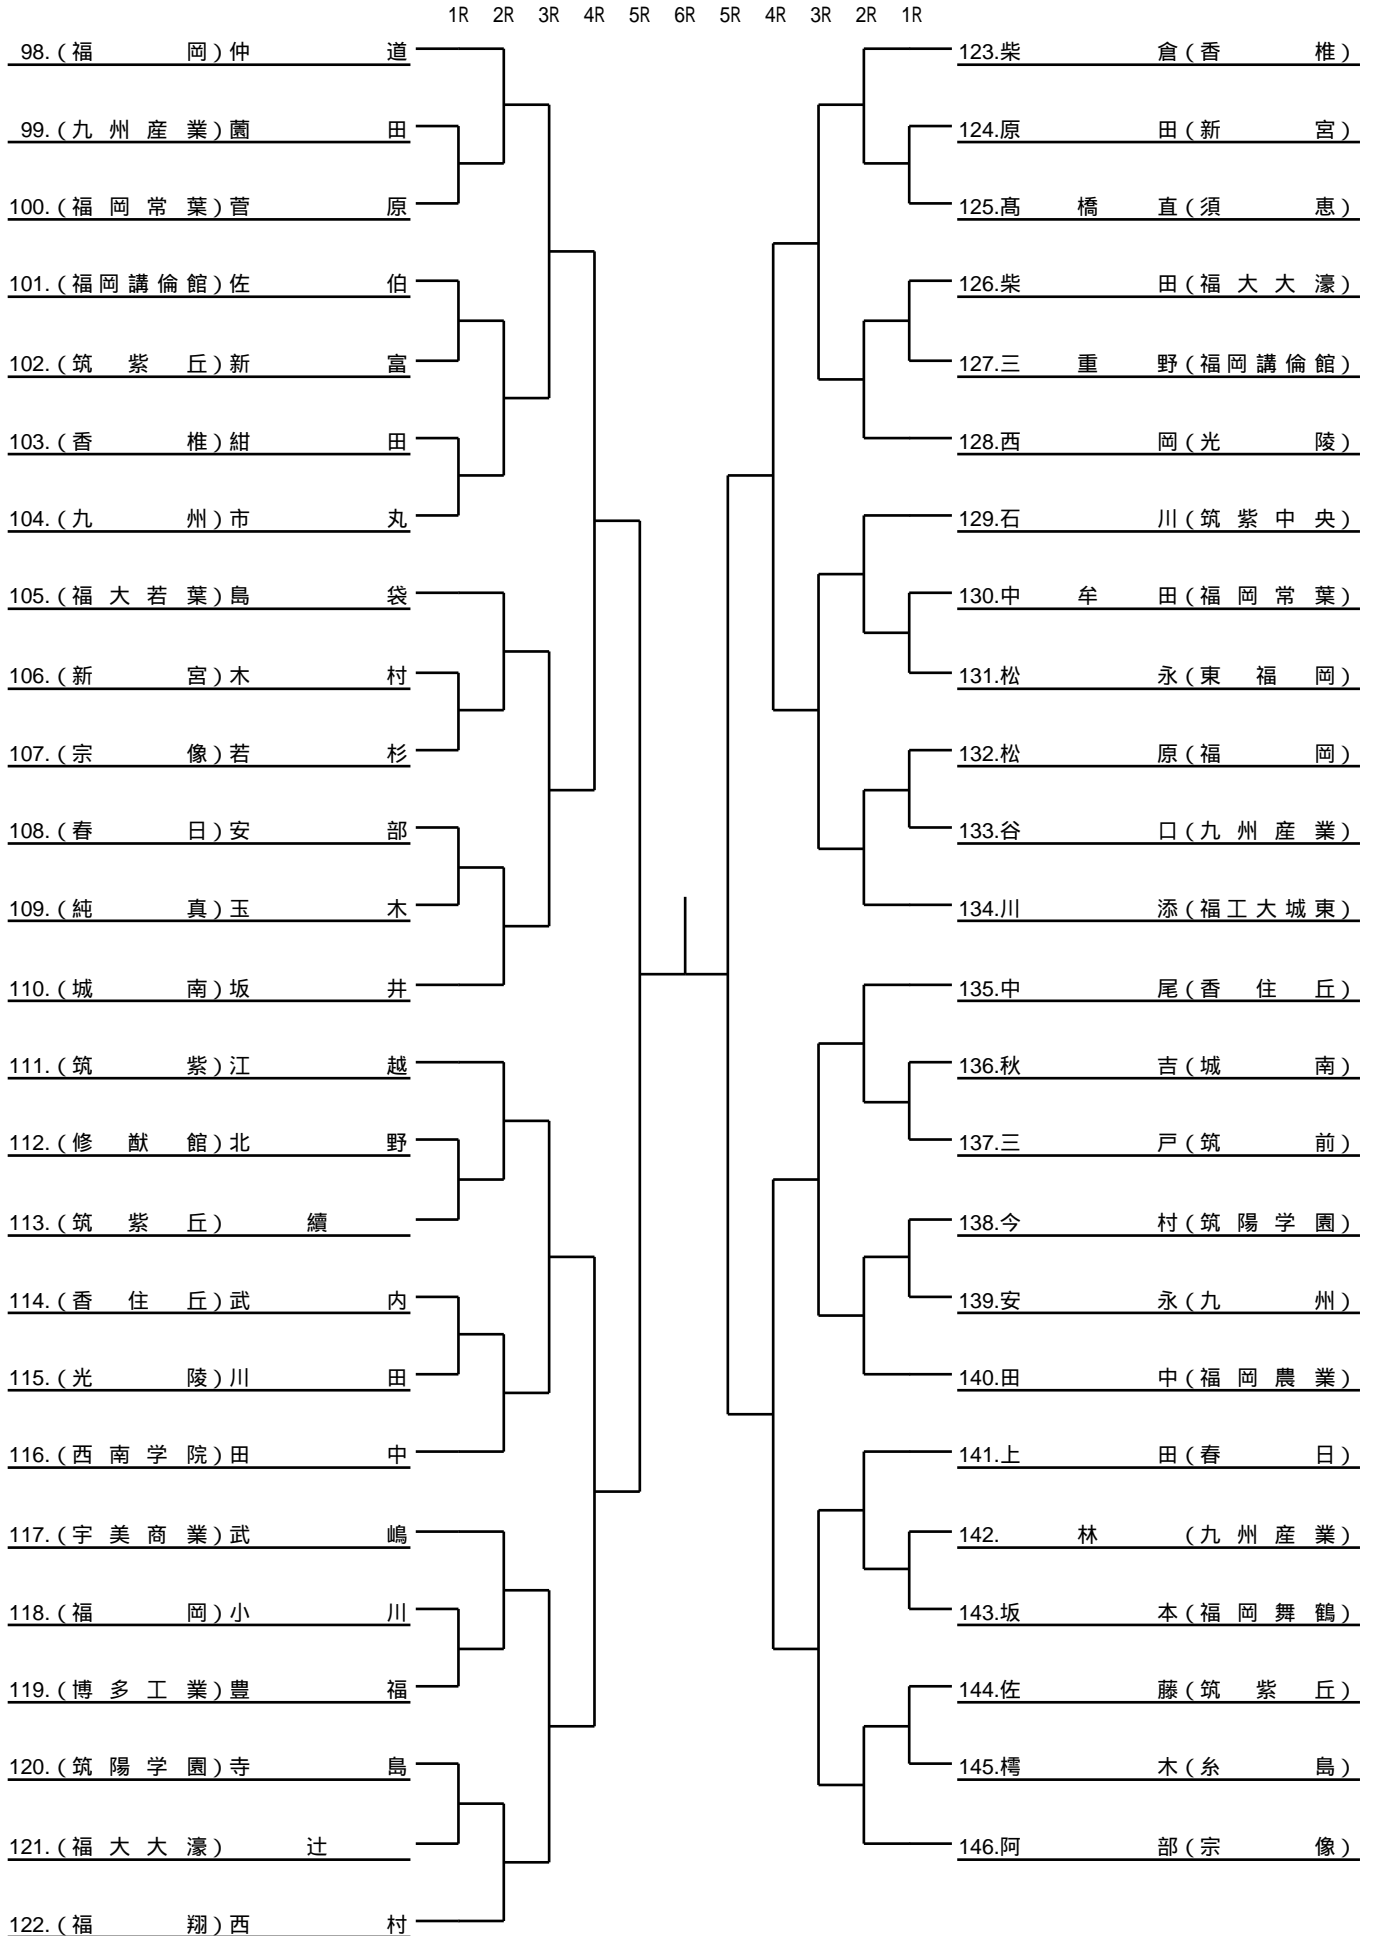 1R 2R 3R 4R 5R 6R 5R 4R 3R 2R 1R
98.(福岡)仲道
99.(九州産業)薗田
100.(福岡常葉)菅原
101.(福岡講倫館)佐伯
102.(筑紫丘)新富
103.(香椎)紺田
104.(九州)市丸
105.(福大若葉)島袋
106.(新宮)木村
107.(宗像)若杉
108.(春日)安部
109.(純真)玉木
110.(城南)坂井
111.(筑紫)江越
112.(修猷館)北野
113.(筑紫丘)續
114.(香住丘)武内
115.(光陵)川田
116.(西南学院)田中
117.(宇美商業)武嶋
118.(福岡)小川
119.(博多工業)豊福
120.(筑陽学園)寺島
121.(福大大濠)辻
122.(福翔)西村
123.柴倉(香椎)
124.原田(新宮)
125.髙橋直(須恵)
126.柴田(福大大濠)
127.三重野(福岡講倫館)
128.西岡(光陵)
129.石川(筑紫中央)
130.中牟田(福岡常葉)
131.松永(東福岡)
132.松原(福岡)
133.谷口(九州産業)
134.川添(福工大城東)
135.中尾(香住丘)
136.秋吉(城南)
137.三戸(筑前)
138.今村(筑陽学園)
139.安永(九州)
140.田中(福岡農業)
141.上田(春日)
142.林(九州産業)
143.坂本(福岡舞鶴)
144.佐藤(筑紫丘)
145.樗木(糸島)
146.阿部(宗像)